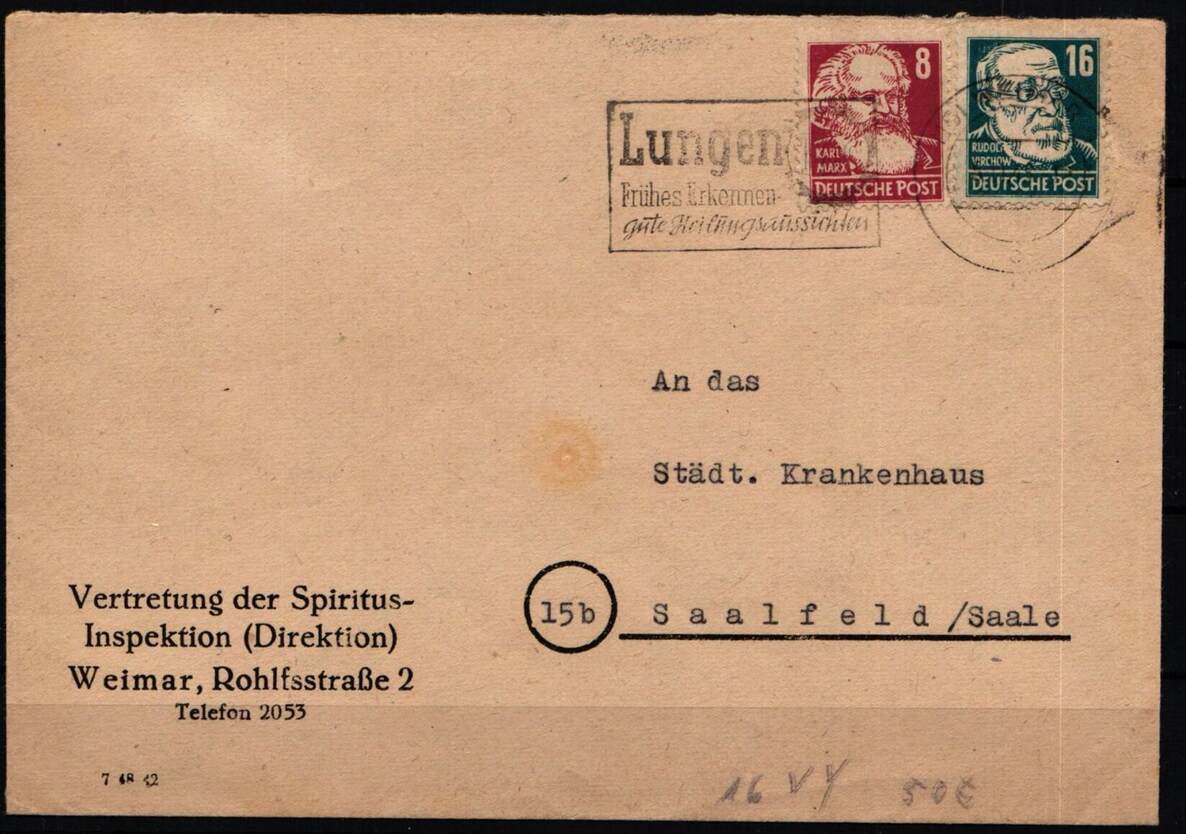 8
KARL
MARX
DEUTSCHE POST
16
RUDOLF
VIRCHOW
DEUTSCHE POST
Lungen
Frühes Erkennen-
gute Heilungsaussichten
An das
Städt. Krankenhaus
15b
Saalfeld/Saale
Vertretung der Spiritus-
Inspektion (Direktion)
Weimar, Rohlfsstraße 2
Telefon 2053
7 48 42
16 VY 50€